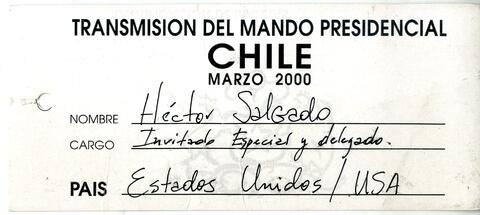 TRANSMISION DEL MANDO PRESIDENCIAL
CHILE
MARZO 2000
NOMBRE Héctor Salgado
CARGO Invitado Especial y delegado.
PAIS Estados Unidos / USA